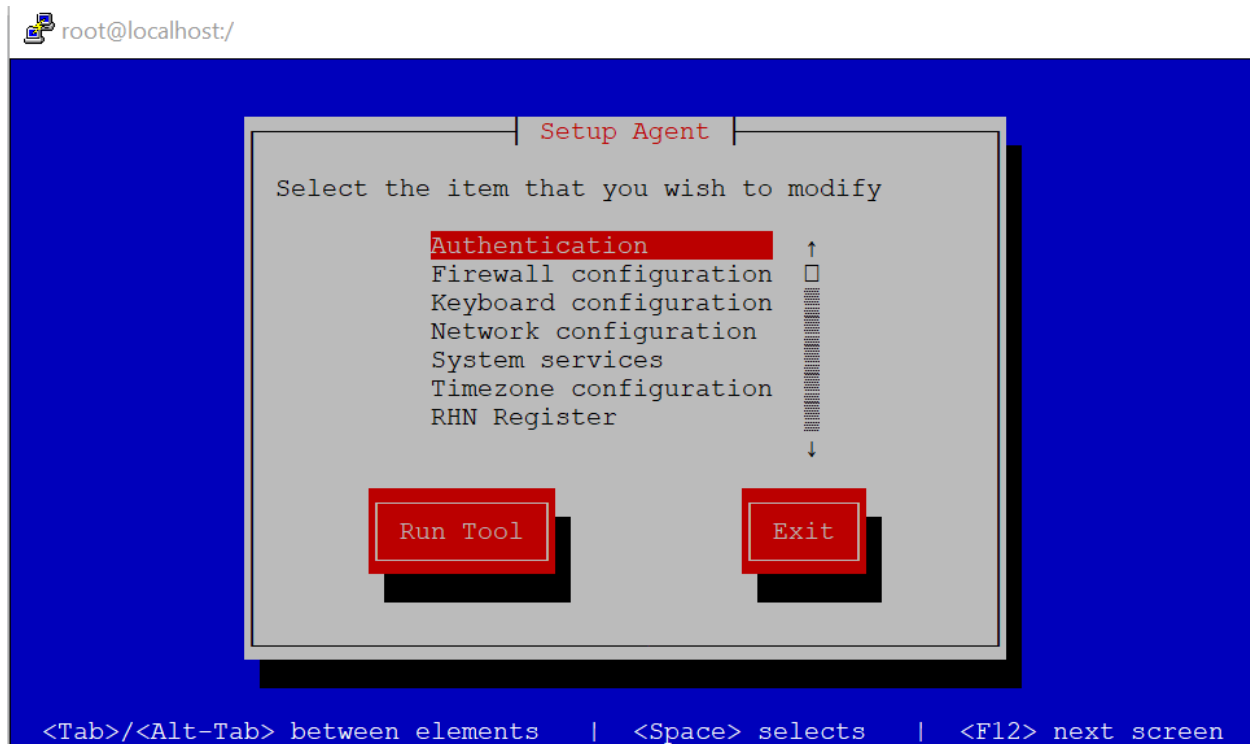 root@localhost:/
Setup Agent
Select the item that you wish to modify
Authentication
Firewall configuration
Keyboard configuration
Network configuration
System services
Timezone configuration
RHN Register
Run Tool
Exit
<Tab>/<Alt-Tab> between elements | <Space> selects | <F12> next screen